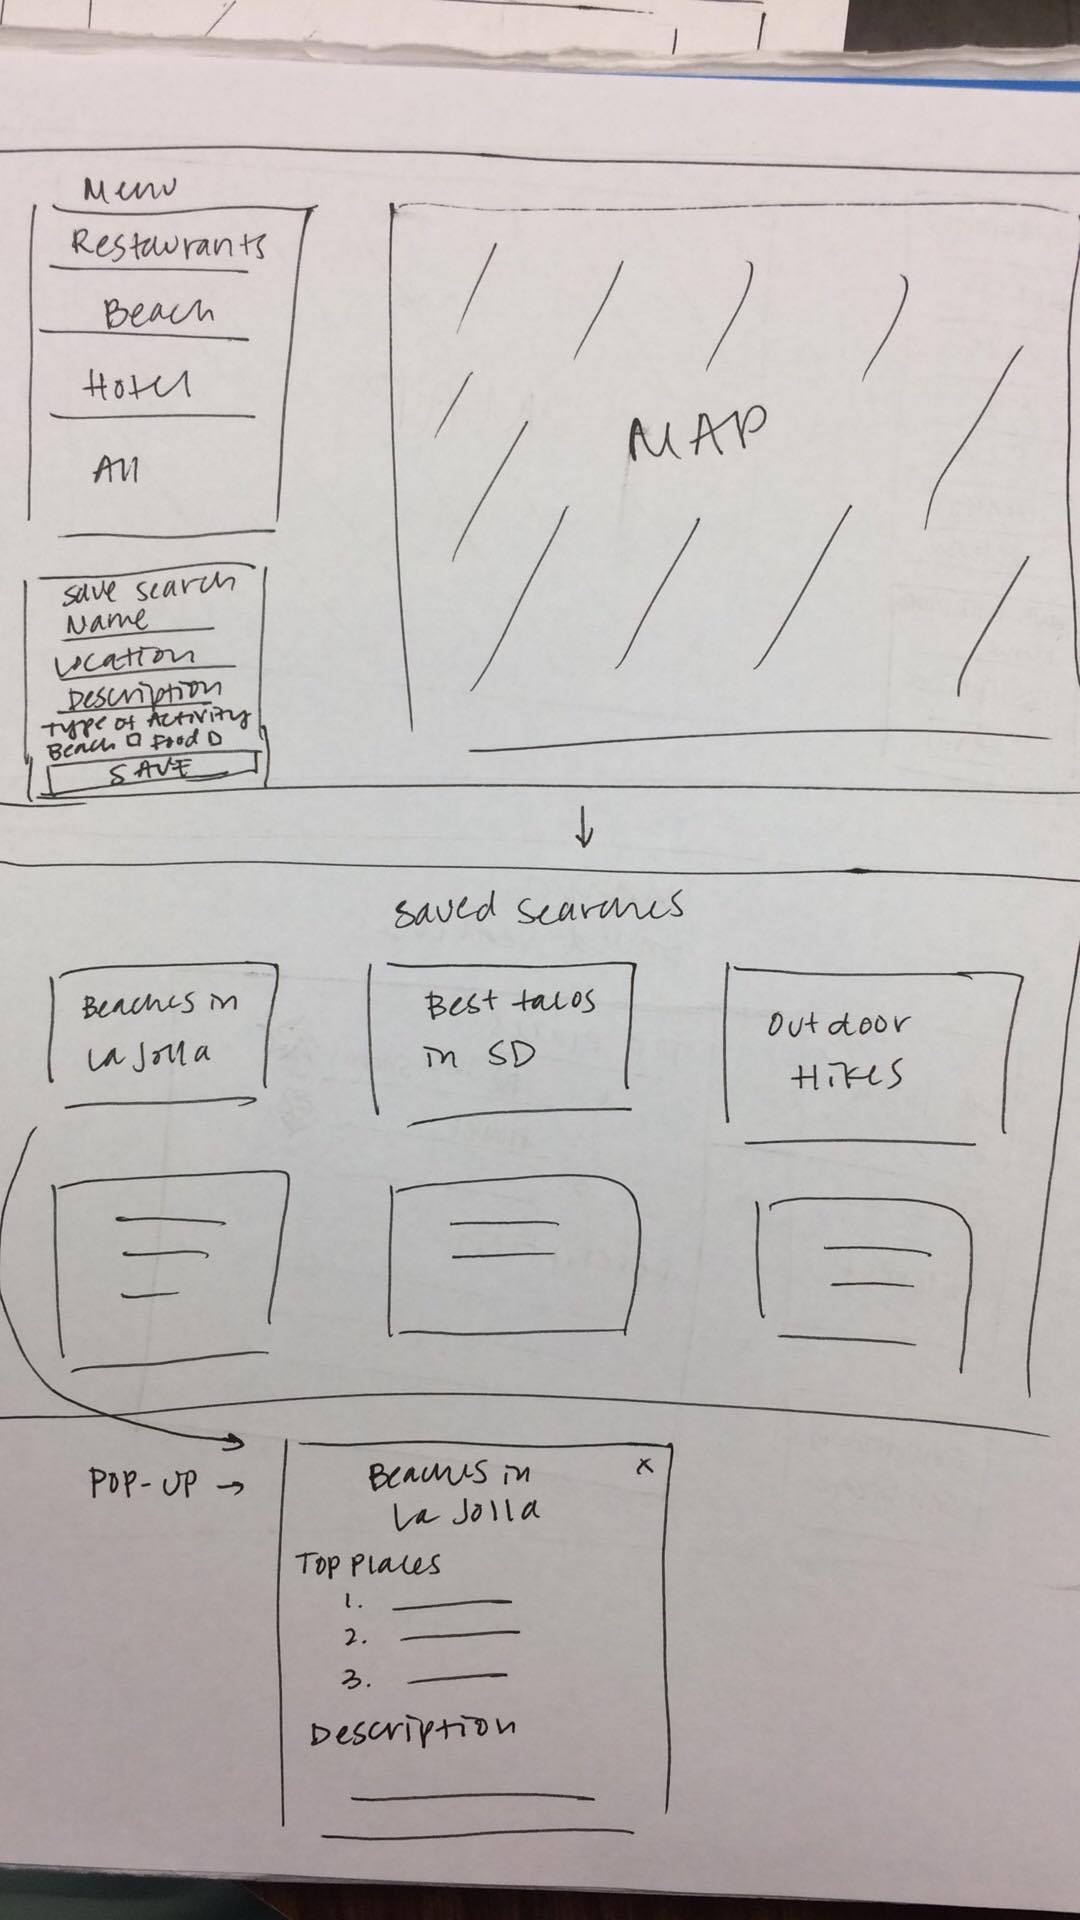 Menu
Restaurants
Beach
Hotel
All
MAP
save search
Name
Location
Description
Type of Activity
Beach □ Food □
SAVE
↓
saved searches
Beaches in
La Jolla
Best tacos
in SD
Outdoor
Hikes
POP-UP →
Beaches in
La Jolla
x
Top Places
1.
2.
3.
Description